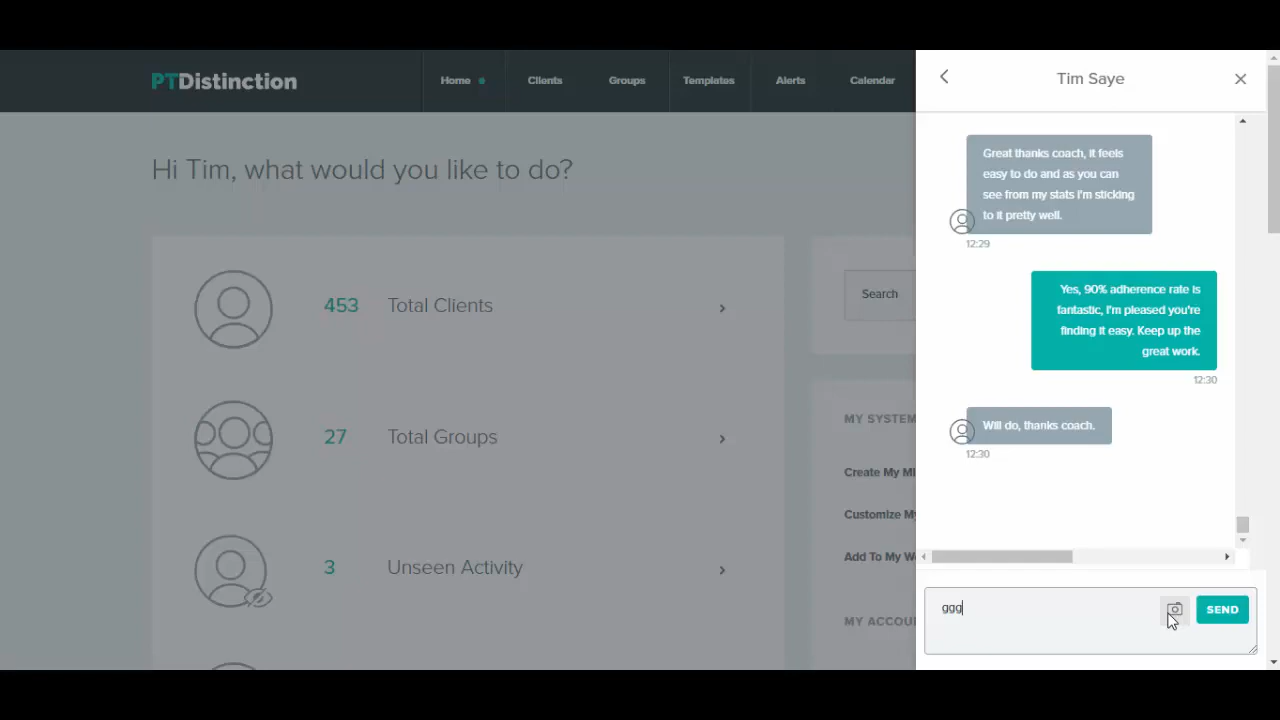 PTDistinction
Home
Clients
Groups
Templates
Alerts
Calendar
Hi Tim, what would you like to do?
453 Total Clients
27 Total Groups
3 Unseen Activity
Search
MY SYSTEM
Create My
Customize
Add To My
MY
Tim Saye
Great thanks coach, it feels
easy to do and as you can
see from my stats I'm sticking
to it pretty well.
12:29
Yes, 90% adherence rate is
fantastic, I'm pleased you're
finding it easy. Keep up the
great work.
12:30
Will do, thanks coach.
12:30
ggg
SEND